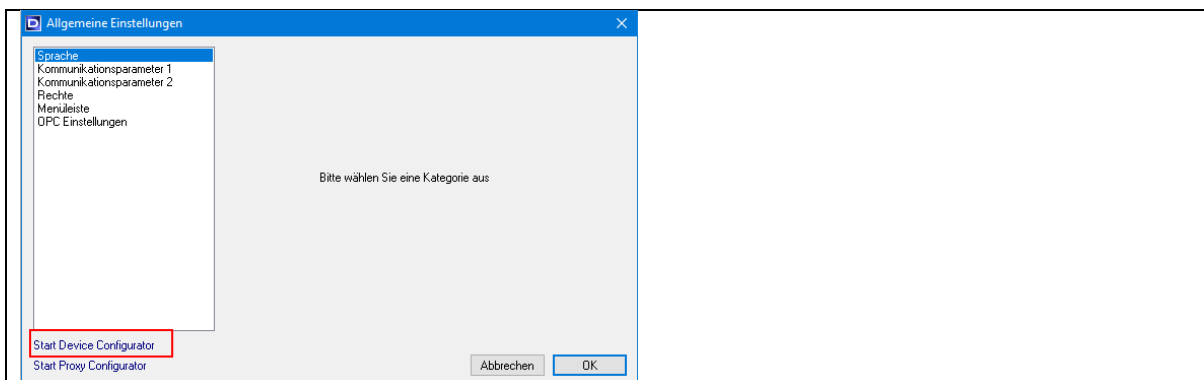 Allgemeine Einstellungen
Sprache
Kommunikationsparameter 1
Kommunikationsparameter 2
Rechte
Menüleiste
OPC Einstellungen
Bitte wählen Sie eine Kategorie aus
Start Device Configurator
Start Proxy Configurator
Abbrechen
OK